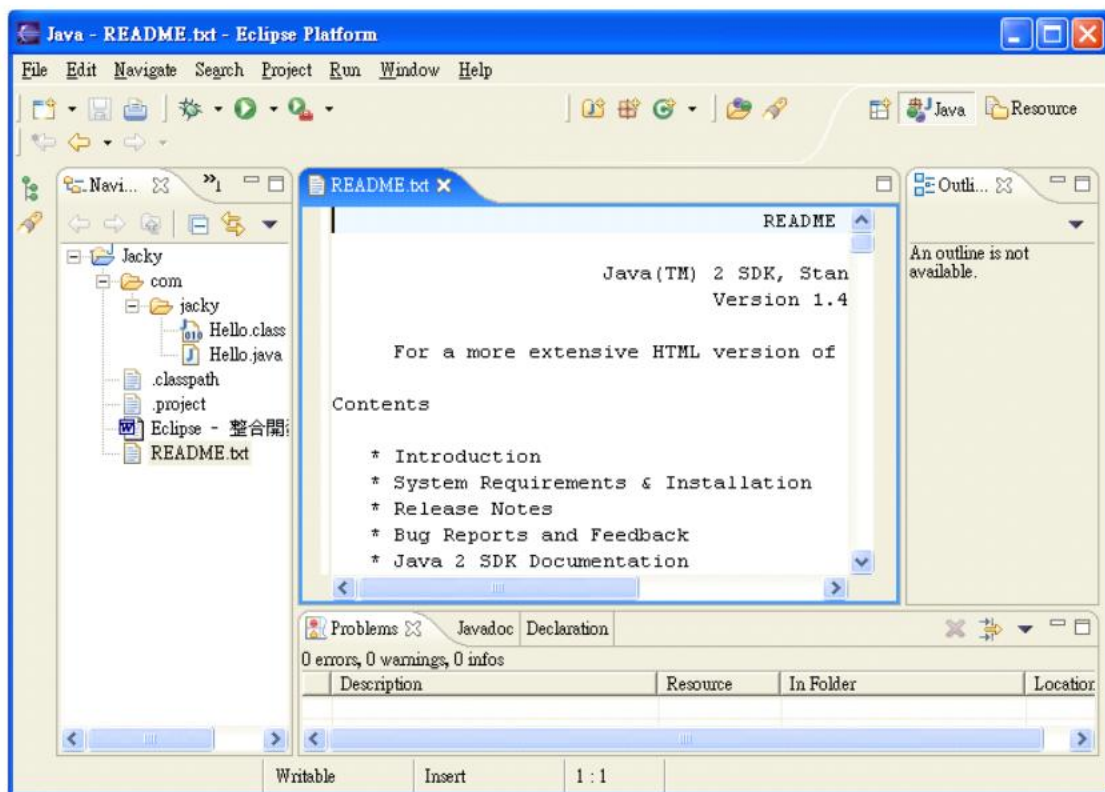 Java - README.txt - Eclipse Platform
File Edit Navigate Search Project Run Window Help
Java Resource
Navi... »1
README.txt
Outli...
Jacky
com
jacky
Hello.class
Hello.java
.classpath
.project
Eclipse - 整合開
README.txt
README
Java(TM) 2 SDK, Stan
Version 1.4
For a more extensive HTML version of
Contents
* Introduction
* System Requirements & Installation
* Release Notes
* Bug Reports and Feedback
* Java 2 SDK Documentation
An outline is not
available.
Problems Javadoc Declaration
0 errors, 0 warnings, 0 infos
Description Resource In Folder Location
Writable Insert 1 : 1